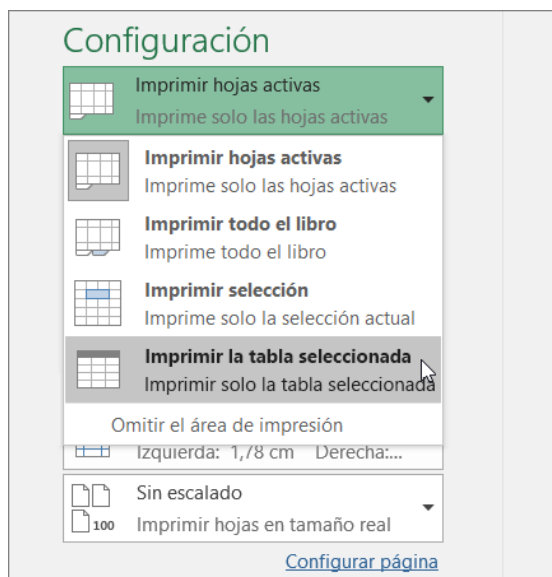 Configuración
Imprimir hojas activas
Imprime solo las hojas activas
Imprimir hojas activas
Imprime solo las hojas activas
Imprimir todo el libro
Imprime todo el libro
Imprimir selección
Imprime solo la selección actual
Imprimir la tabla seleccionada
Imprimir solo la tabla seleccionada
Omitir el área de impresión
Izquierda: 1,78 cm Derecha:...
Sin escalado
100 Imprimir hojas en tamaño real
Configurar página